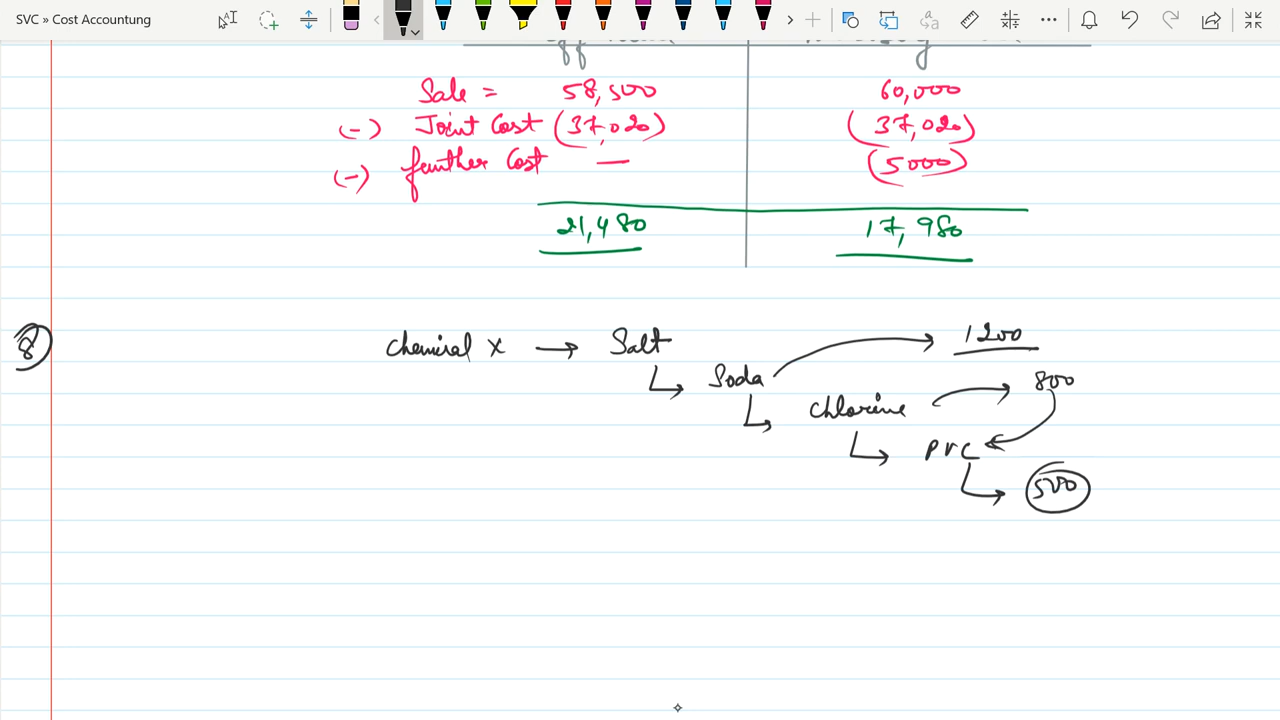 SVC » Cost Accountung
Sale = 58,500 60,000
(-) Joint Cost (37,020) (37,020)
(-) further Cost — (5000)
21,480 17,980
8 chemical x → Salt 1200
Soda 800
chlorine
PVC
500